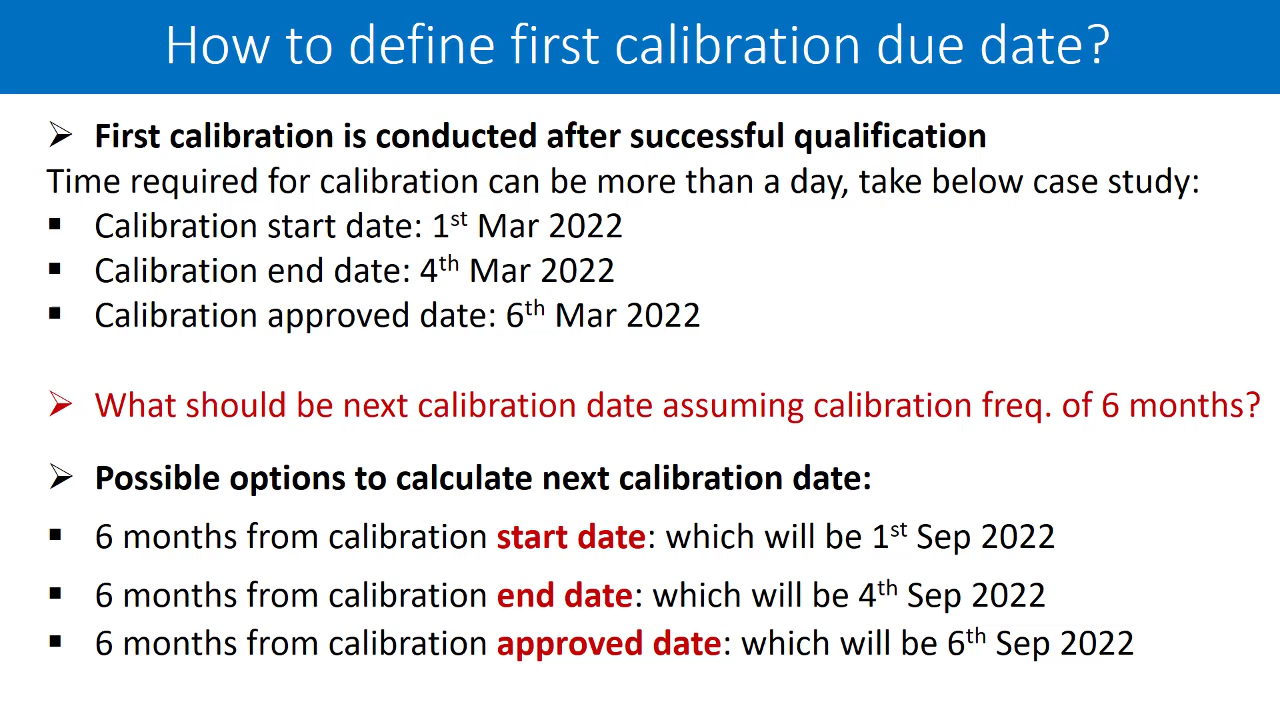 How to define first calibration due date?
➢ First calibration is conducted after successful qualification
Time required for calibration can be more than a day, take below case study:
▪ Calibration start date: 1st Mar 2022
▪ Calibration end date: 4th Mar 2022
▪ Calibration approved date: 6th Mar 2022
➢ What should be next calibration date assuming calibration freq. of 6 months?
➢ Possible options to calculate next calibration date:
▪ 6 months from calibration start date: which will be 1st Sep 2022
▪ 6 months from calibration end date: which will be 4th Sep 2022
▪ 6 months from calibration approved date: which will be 6th Sep 2022